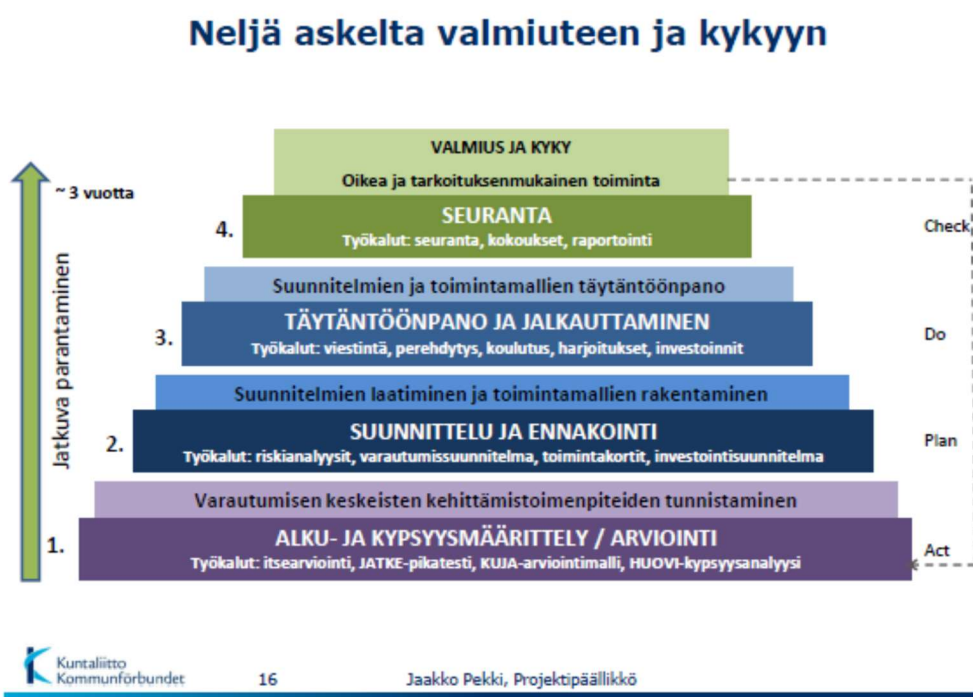 Neljä askelta valmiuteen ja kykyyn
VALMIUS JA KYKY
~ 3 vuotta
Oikea ja tarkoituksenmukainen toiminta
4.
SEURANTA
Työkalut: seuranta, kokoukset, raportointi
Check
Suunnitelmien ja toimintamallien täytäntöönpano
3.
TÄYTÄNTÖÖNPANO JA JALKAUTTAMINEN
Työkalut: viestintä, perehdytys, koulutus, harjoitukset, investoinnit
Do
Jatkuva parantaminen
Suunnitelmien laatiminen ja toimintamallien rakentaminen
2.
SUUNNITTELU JA ENNAKOINTI
Työkalut: riskianalyysit, varautumissuunnitelma, toimintakortit, investointisuunnitelma
Plan
Varautumisen keskeisten kehittämistoimenpiteiden tunnistaminen
1.
ALKU- JA KYPSYYSMÄÄRITTELY / ARVIOINTI
Työkalut: itsearviointi, JATKE-pikatesti, KUJA-arviointimalli, HUOVI-kypsyysanalyysi
Act
Kuntaliitto
Kommunförbundet
16
Jaakko Pekki, Projektipäällikkö